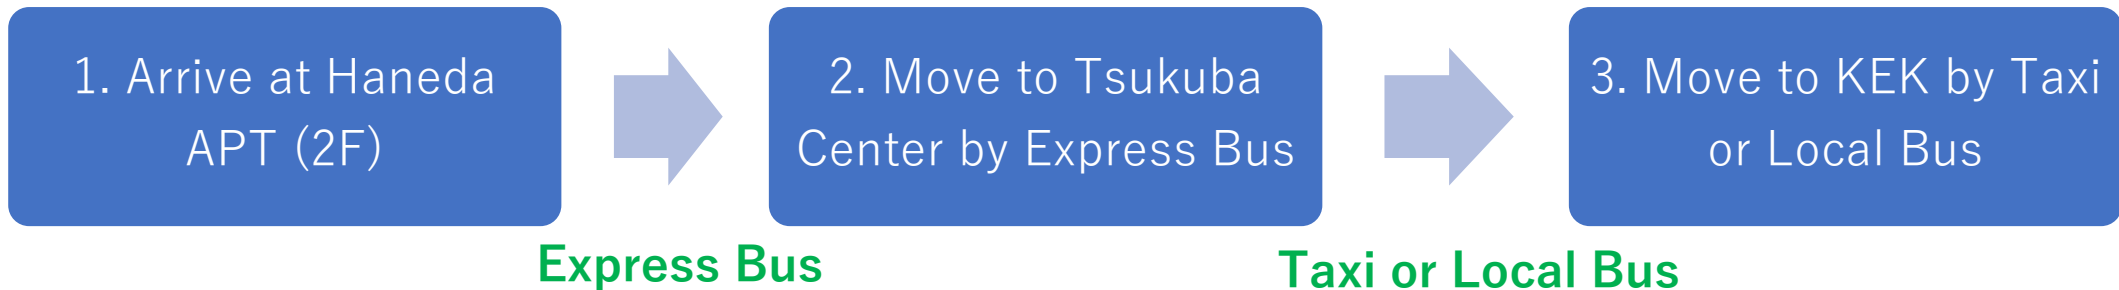 1. Arrive at Haneda
APT (2F)
2. Move to Tsukuba
Center by Express Bus
3. Move to KEK by Taxi
or Local Bus
Express Bus
Taxi or Local Bus